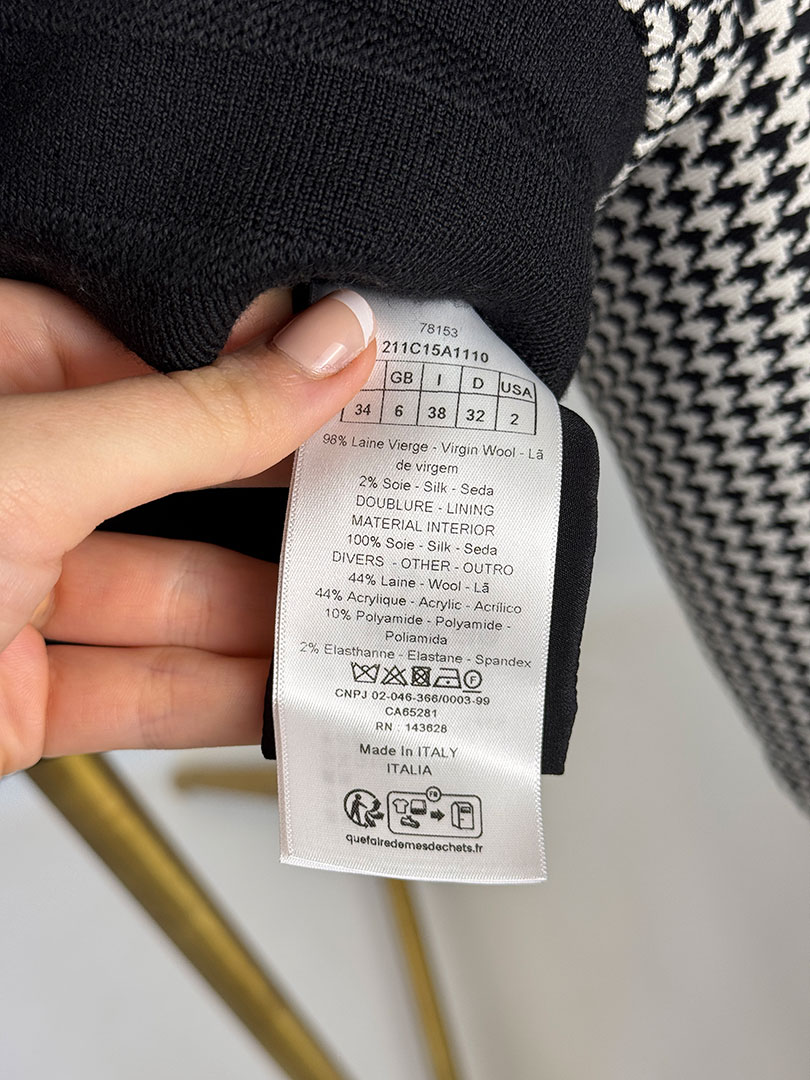 78153
211C15A1110
GB I D USA
34 6 38 32 2
98% Laine Vierge - Virgin Wool - Lã
de virgem
2% Soie - Silk - Seda
DOUBLURE - LINING
MATERIAL INTERIOR
100% Soie - Silk - Seda
DIVERS - OTHER - OUTRO
44% Laine - Wool - Lã
44% Acrylique - Acrylic - Acrílico
10% Polyamide - Polyamide -
Poliamida
2% Elasthanne - Elastane - Spandex
F
CNPJ 02-046-366/0003-99
CA65281
RN : 143628
Made In ITALY
ITALIA
FR
quefairedemesdechets.fr